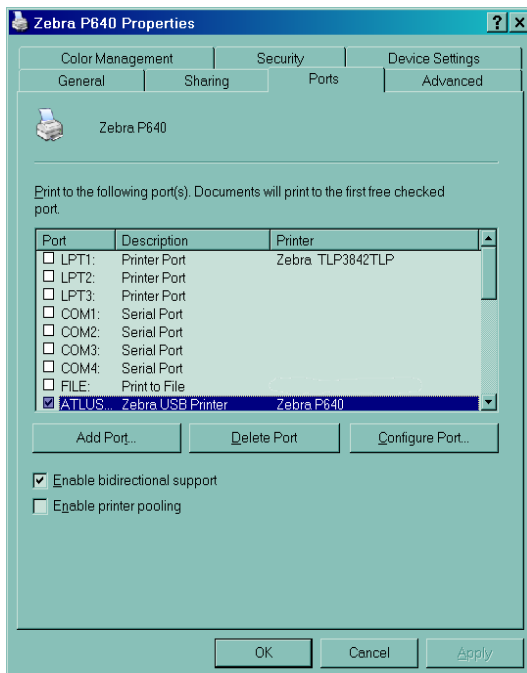 Zebra P640 Properties
Color Management Security Device Settings
General Sharing Ports Advanced
Zebra P640
Print to the following port(s). Documents will print to the first free checked
port.
Port Description Printer
LPT1: Printer Port Zebra TLP3842TLP
LPT2: Printer Port
LPT3: Printer Port
COM1: Serial Port
COM2: Serial Port
COM3: Serial Port
COM4: Serial Port
FILE: Print to File
ATLUS... Zebra USB Printer Zebra P640
Add Port... Delete Port Configure Port...
Enable bidirectional support
Enable printer pooling
OK Cancel Apply